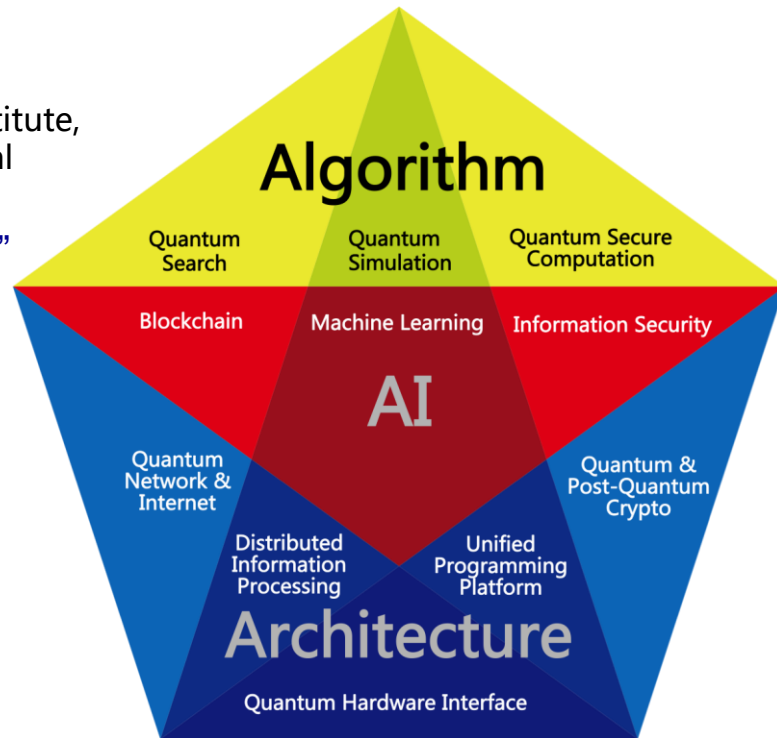 titute,
al
”
Algorithm
Quantum
Search
Quantum
Simulation
Quantum Secure
Computation
Blockchain
Machine Learning
Information Security
AI
Quantum
Network &
Internet
Quantum &
Post-Quantum
Crypto
Distributed
Information
Processing
Unified
Programming
Platform
Architecture
Quantum Hardware Interface